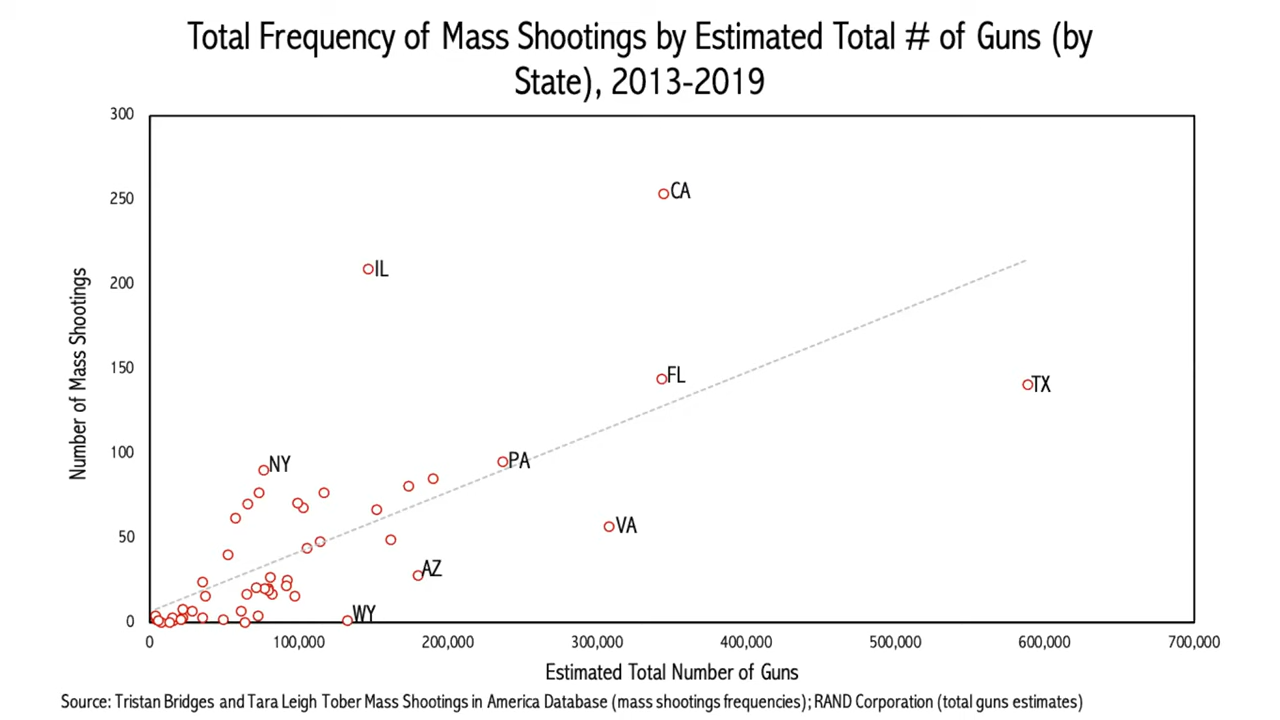 Total Frequency of Mass Shootings by Estimated Total # of Guns (by
State), 2013-2019
300
250
200
150
100
50
0
Number of Mass Shootings
CA
IL
FL
TX
NY
PA
VA
AZ
WY
0
100,000
200,000
300,000
400,000
500,000
600,000
700,000
Estimated Total Number of Guns
Source: Tristan Bridges and Tara Leigh Tober Mass Shootings in America Database (mass shootings frequencies); RAND Corporation (total guns estimates)